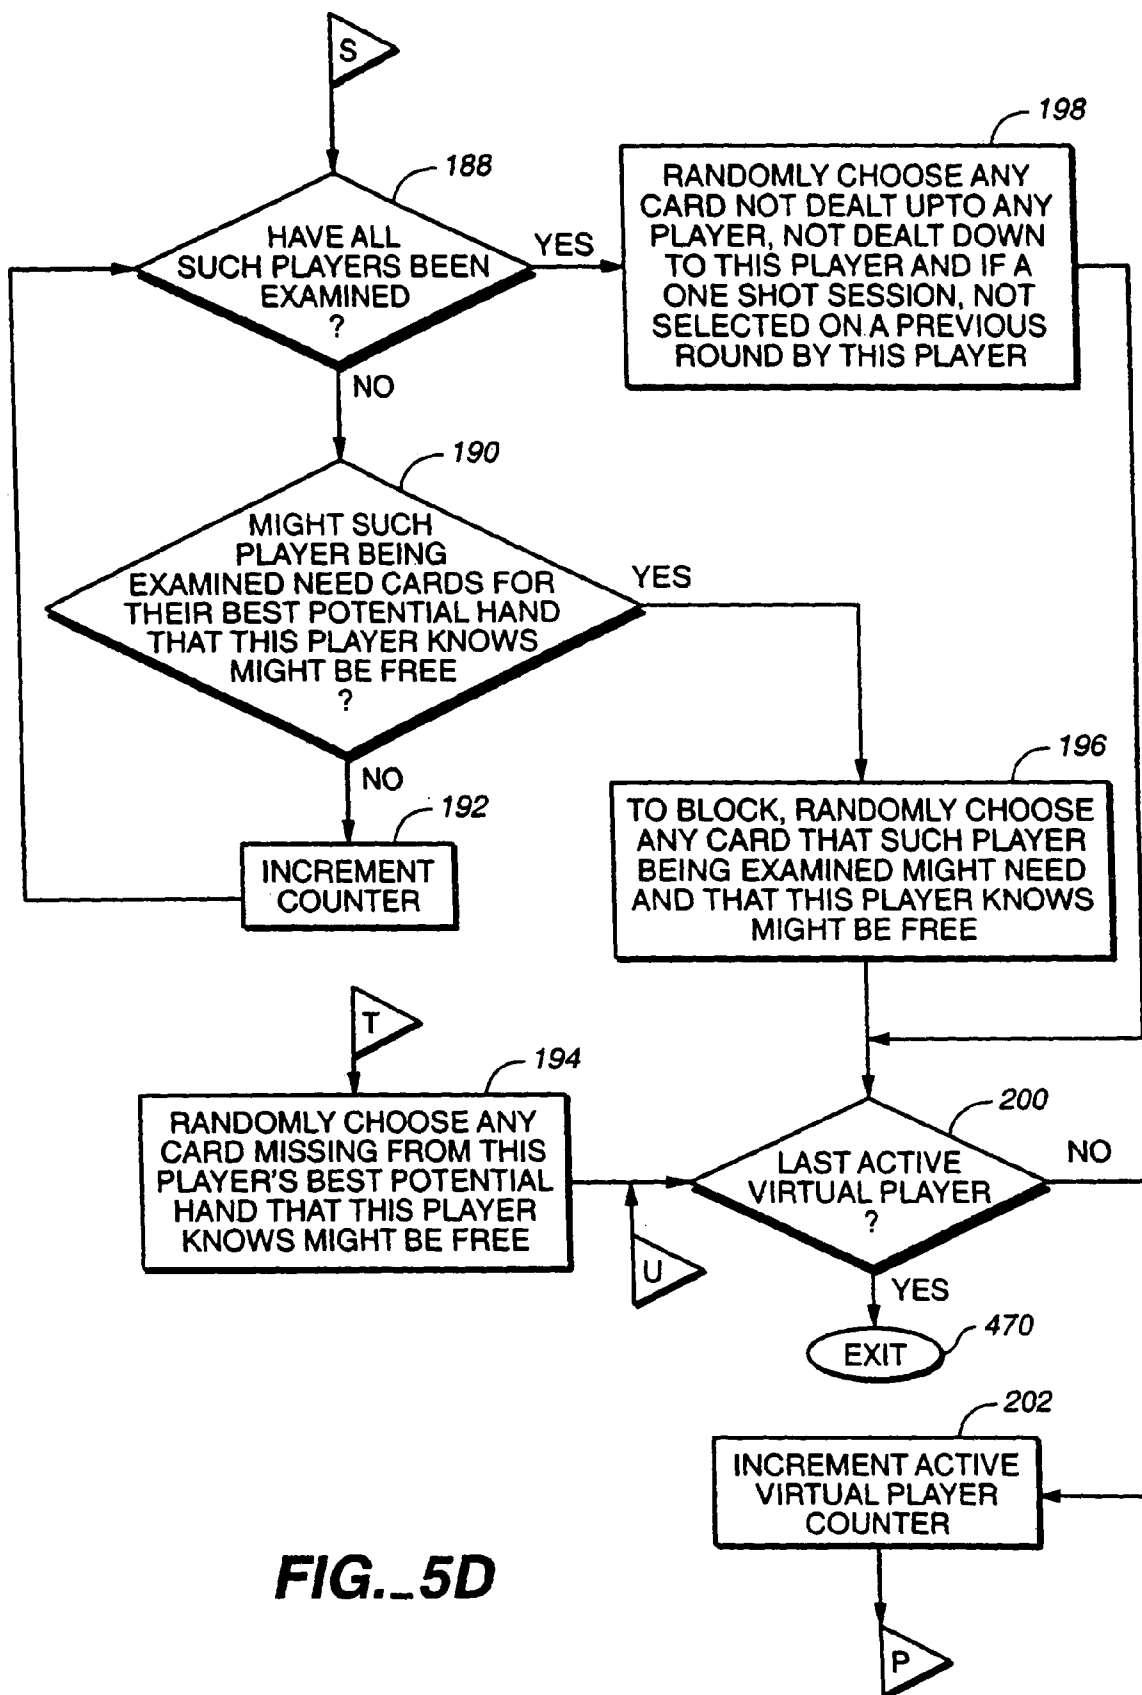 S
188
HAVE ALL
SUCH PLAYERS BEEN
EXAMINED
?
YES
NO
198
RANDOMLY CHOOSE ANY
CARD NOT DEALT UPTO ANY
PLAYER, NOT DEALT DOWN
TO THIS PLAYER AND IF A
ONE SHOT SESSION, NOT
SELECTED ON A PREVIOUS
ROUND BY THIS PLAYER
190
MIGHT SUCH
PLAYER BEING
EXAMINED NEED CARDS FOR
THEIR BEST POTENTIAL HAND
THAT THIS PLAYER KNOWS
MIGHT BE FREE
?
YES
NO
192
INCREMENT
COUNTER
196
TO BLOCK, RANDOMLY CHOOSE
ANY CARD THAT SUCH PLAYER
BEING EXAMINED MIGHT NEED
AND THAT THIS PLAYER KNOWS
MIGHT BE FREE
T
194
RANDOMLY CHOOSE ANY
CARD MISSING FROM THIS
PLAYER'S BEST POTENTIAL
HAND THAT THIS PLAYER
KNOWS MIGHT BE FREE
U
200
LAST ACTIVE
VIRTUAL PLAYER
?
NO
YES
470
EXIT
202
INCREMENT ACTIVE
VIRTUAL PLAYER
COUNTER
P
FIG._5D